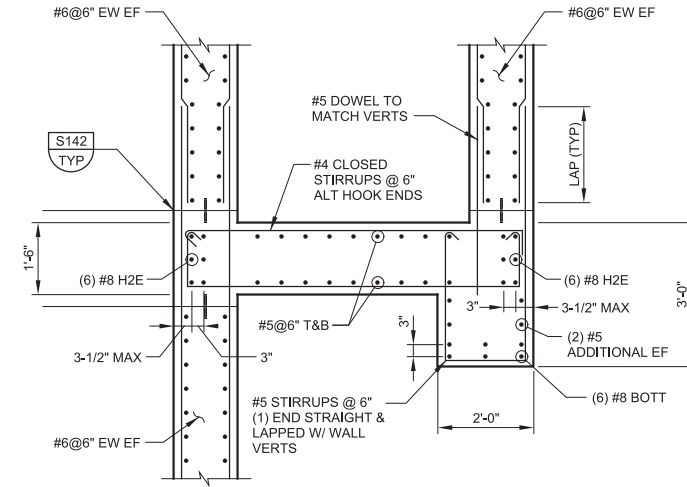 #6@6" EW EF
#6@6" EW EF
#5 DOWEL TO
MATCH VERTS
S142
TYP
#4 CLOSED
STIRRUPS @ 6"
ALT HOOK ENDS
LAP (TYP)
1'-6"
(6) #8 H2E
(6) #8 H2E
3'-0"
3"
3-1/2" MAX
#5@6" T&B
3"
(2) #5
ADDITIONAL EF
3-1/2" MAX
3"
#5 STIRRUPS @ 6"
(1) END STRAIGHT &
LAPPED W/ WALL
VERTS
(6) #8 BOTT
2'-0"
#6@6" EW EF